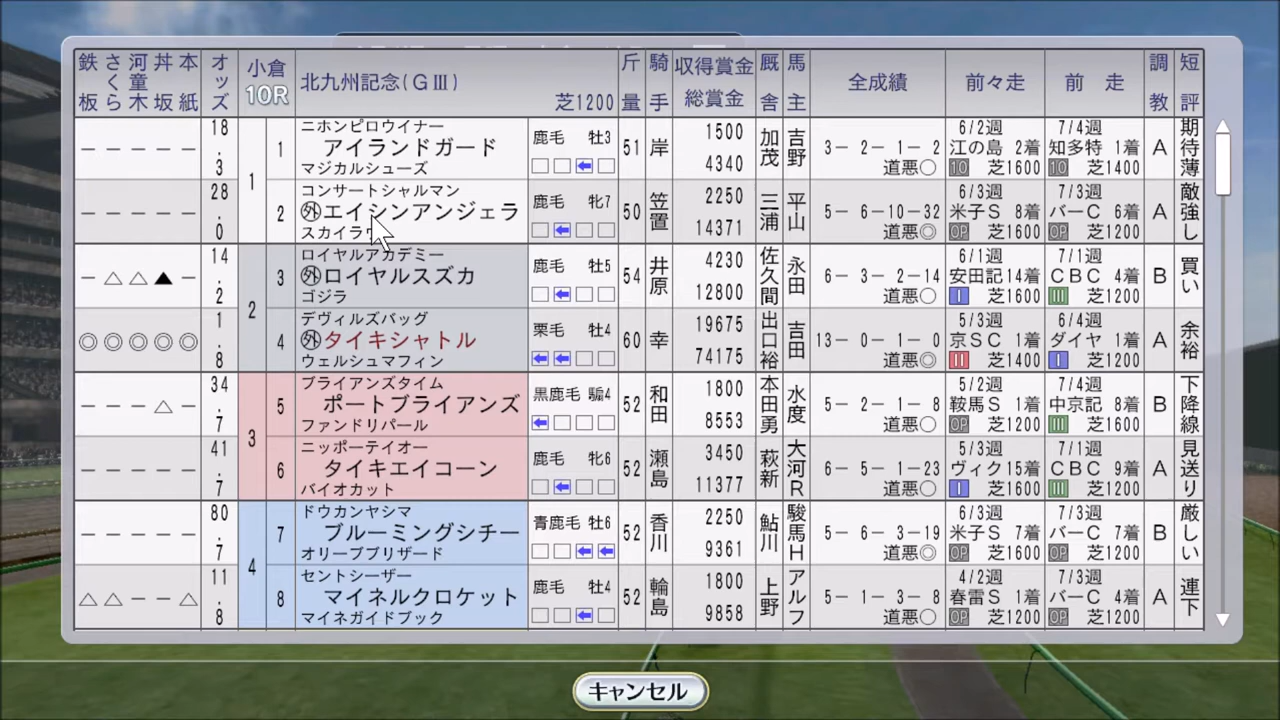 鉄板 さくら 河童木 丼坂 本紙 オッズ 小倉 10R 北九州記念(GⅢ) 芝1200 斤量 騎手 収得賞金 総賞金 厩舎 馬主 全成績 前々走 前走 調教 短評
ニホンピロウイナー 6/2週 7/4週
－ － － － － 18.3 1 1 アイランドガード 鹿毛 牡3 51 岸 1500 加茂 吉野 3－ 2－ 1－ 2 江の島 2着 知多特 1着 A 期待薄
マジカルシューズ ← 4340 道悪○ 10 芝1600 10 芝1400
コンサートシャルマン 6/3週 7/3週
－ － － － － 28.0 2 外エイシンアンジェラ 鹿毛 牝7 50 笠置 2250 三浦 平山 5－ 6－10－32 米子S 8着 バーC 6着 A 敵強し
スカイラ ← 14371 道悪◎ OP 芝1600 OP 芝1200
ロイヤルアカデミー 6/1週 7/1週
－ △ △ ▲ － 14.2 2 3 外ロイヤルスズカ 鹿毛 牡5 54 井原 4230 佐久間 永田 6－ 3－ 2－14 安田記14着 CBC 4着 B 買い
ゴジラ ← 12800 道悪○ Ⅰ 芝1600 Ⅲ 芝1200
デヴィルズバッグ 5/3週 6/4週
◎ ◎ ◎ ◎ ◎ 1.8 4 外タイキシャトル 栗毛 牡4 60 幸 19675 出口裕 吉田 13－ 0－ 1－ 0 京SC 1着 ダイヤ 1着 A 余裕
ウェルシュマフィン ← ← 74175 道悪◎ Ⅱ 芝1400 Ⅰ 芝1200
ブライアンズタイム 5/2週 7/4週
－ － － △ － 34.7 3 5 ポートブライアンズ 黒鹿毛 騸4 52 和田 1800 本田勇 水度 5－ 2－ 1－ 8 鞍馬S 1着 中京記 8着 B 下降線
ファンドリパール ← 8553 道悪○ OP 芝1200 Ⅲ 芝1600
ニッポーテイオー 5/3週 7/1週
－ － － － － 41.7 6 タイキエイコーン 鹿毛 牝6 52 瀬島 3450 萩新 大河R 6－ 5－ 1－23 ヴィク15着 CBC 9着 A 見送り
バイオカット ← 11377 道悪○ Ⅰ 芝1600 Ⅲ 芝1200
ドウカンヤシマ 6/3週 7/3週
－ － － － － 80.7 4 7 ブルーミングシチー 青鹿毛 牡6 52 香川 2250 鮎川 駿馬H 5－ 6－ 3－19 米子S 7着 バーC 7着 B 厳しい
オリーブブリザード ← ← 9361 道悪◎ OP 芝1600 OP 芝1200
セントシーザー 4/2週 7/3週
△ △ － － △ 11.8 8 マイネルクロケット 鹿毛 牡4 52 輪島 1800 上野 アルフ 5－ 1－ 3－ 8 春雷S 1着 バーC 4着 A 連下
マイネガイドブック ← 9858 道悪○ OP 芝1200 OP 芝1200
キャンセル